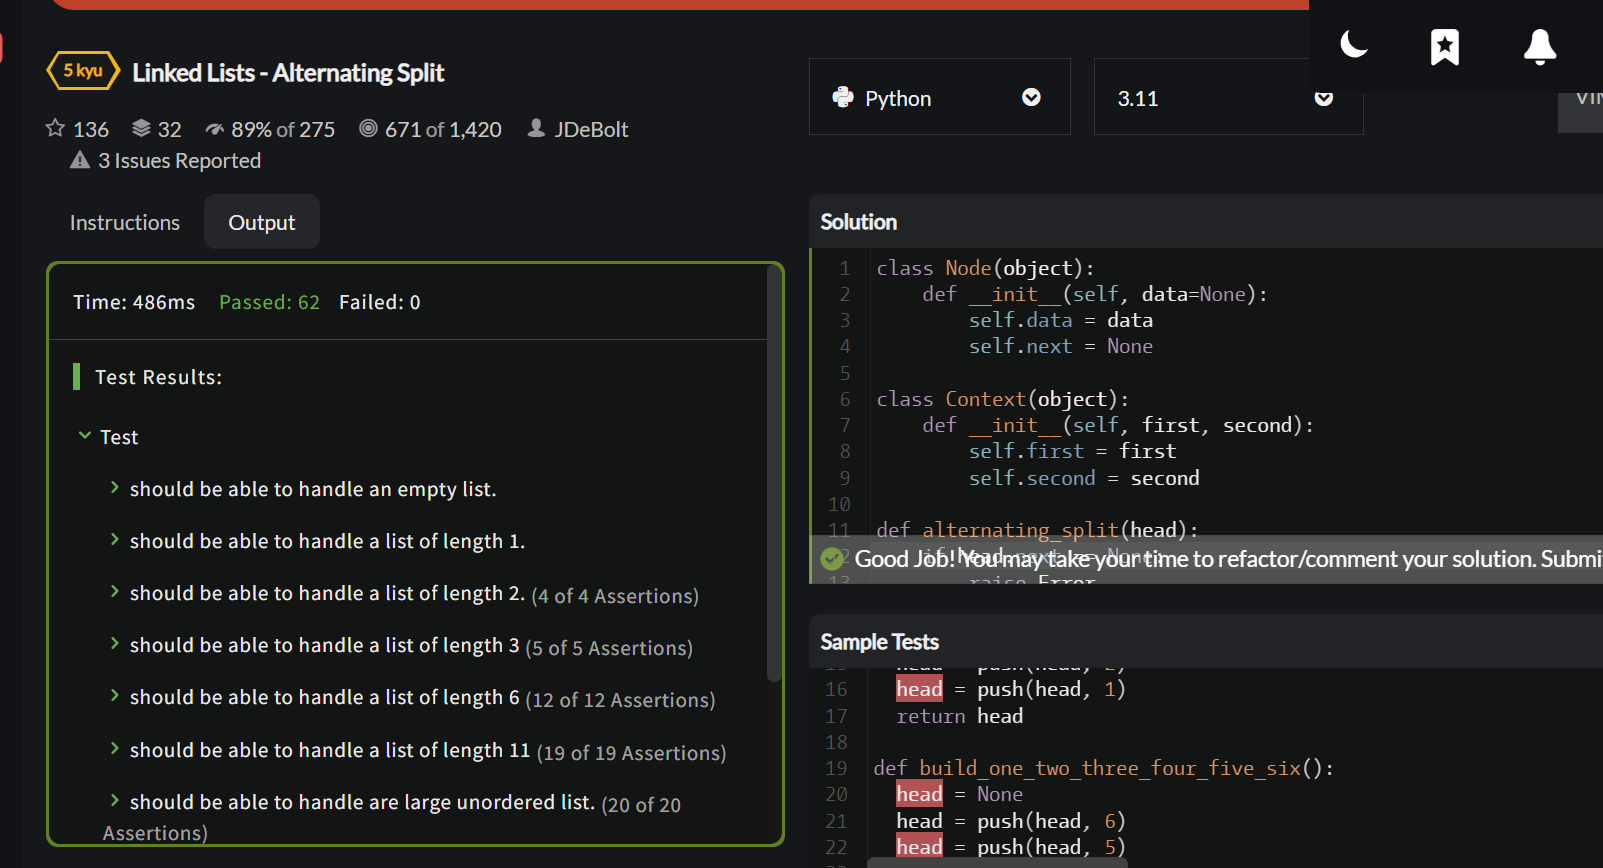 5 kyu Linked Lists - Alternating Split
136 32 89% of 275 671 of 1,420 JDeBolt
3 Issues Reported
Instructions Output
Time: 486ms Passed: 62 Failed: 0
Test Results:
Test
should be able to handle an empty list.
should be able to handle a list of length 1.
should be able to handle a list of length 2. (4 of 4 Assertions)
should be able to handle a list of length 3 (5 of 5 Assertions)
should be able to handle a list of length 6 (12 of 12 Assertions)
should be able to handle a list of length 11 (19 of 19 Assertions)
should be able to handle are large unordered list. (20 of 20
Assertions)
Python 3.11
Solution
1 class Node(object):
2 def __init__(self, data=None):
3 self.data = data
4 self.next = None
5
6 class Context(object):
7 def __init__(self, first, second):
8 self.first = first
9 self.second = second
10
11 def alternating_split(head):
Good Job! You may take your time to refactor/comment your solution. Submi
13 raise Error
Sample Tests
15 head = push(head, 2)
16 head = push(head, 1)
17 return head
18
19 def build_one_two_three_four_five_six():
20 head = None
21 head = push(head, 6)
22 head = push(head, 5)